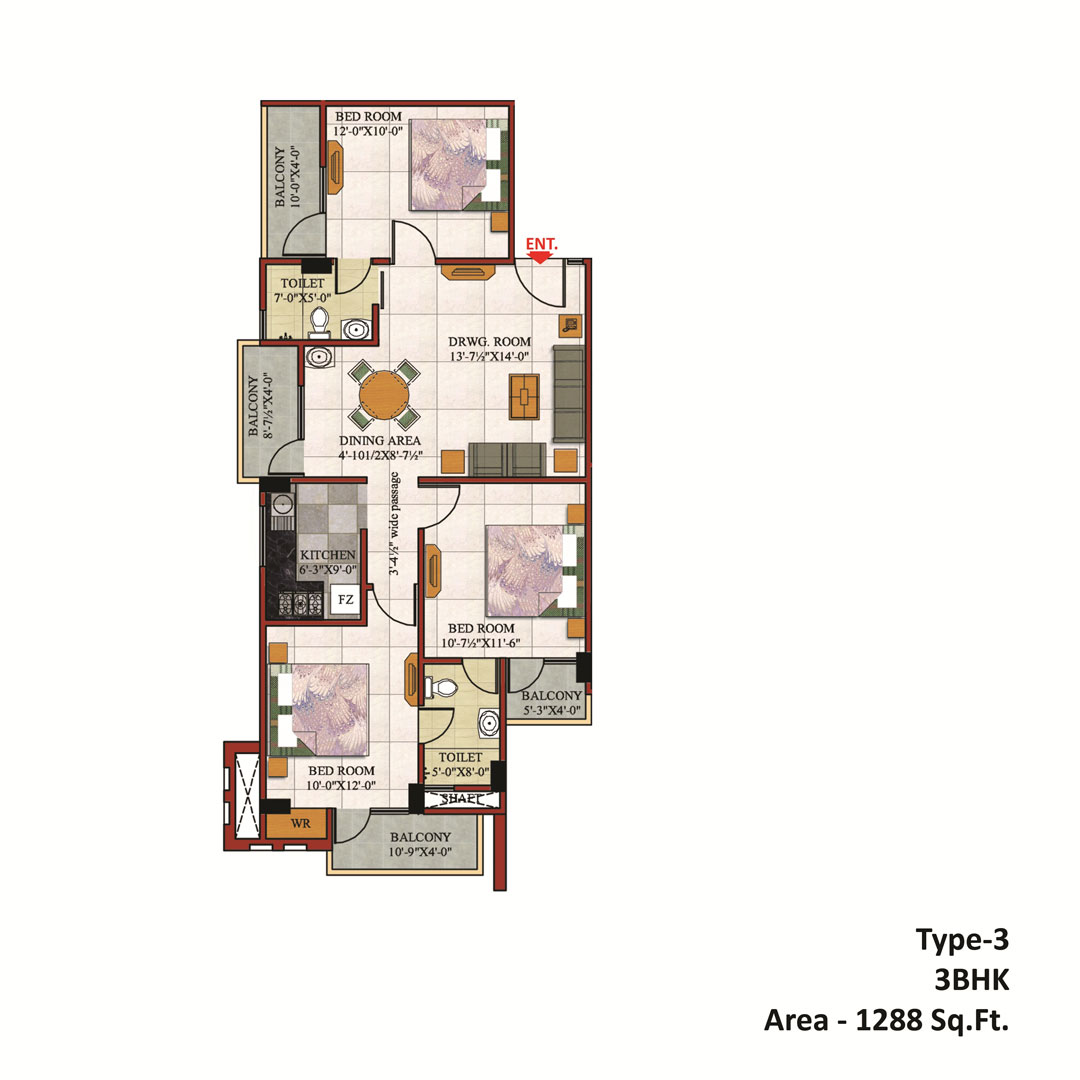 BED ROOM
12'-0"X10'-0"
BALCONY
10'-0"X4'-0"
ENT.
TOILET
7'-0"X5'-0"
DRWG. ROOM
13'-7½"X14'-0"
BALCONY
8'-7½"X4'-0"
DINING AREA
4'-101/2X8'-7½"
3'-4½" wide passage
KITCHEN
6'-3"X9'-0"
FZ
BED ROOM
10'-7½"X11'-6"
BALCONY
5'-3"X4'-0"
TOILET
5'-0"X8'-0"
BED ROOM
10'-0"X12'-0"
SHAFT
WR
BALCONY
10'-9"X4'-0"
Type-3
3BHK
Area - 1288 Sq.Ft.